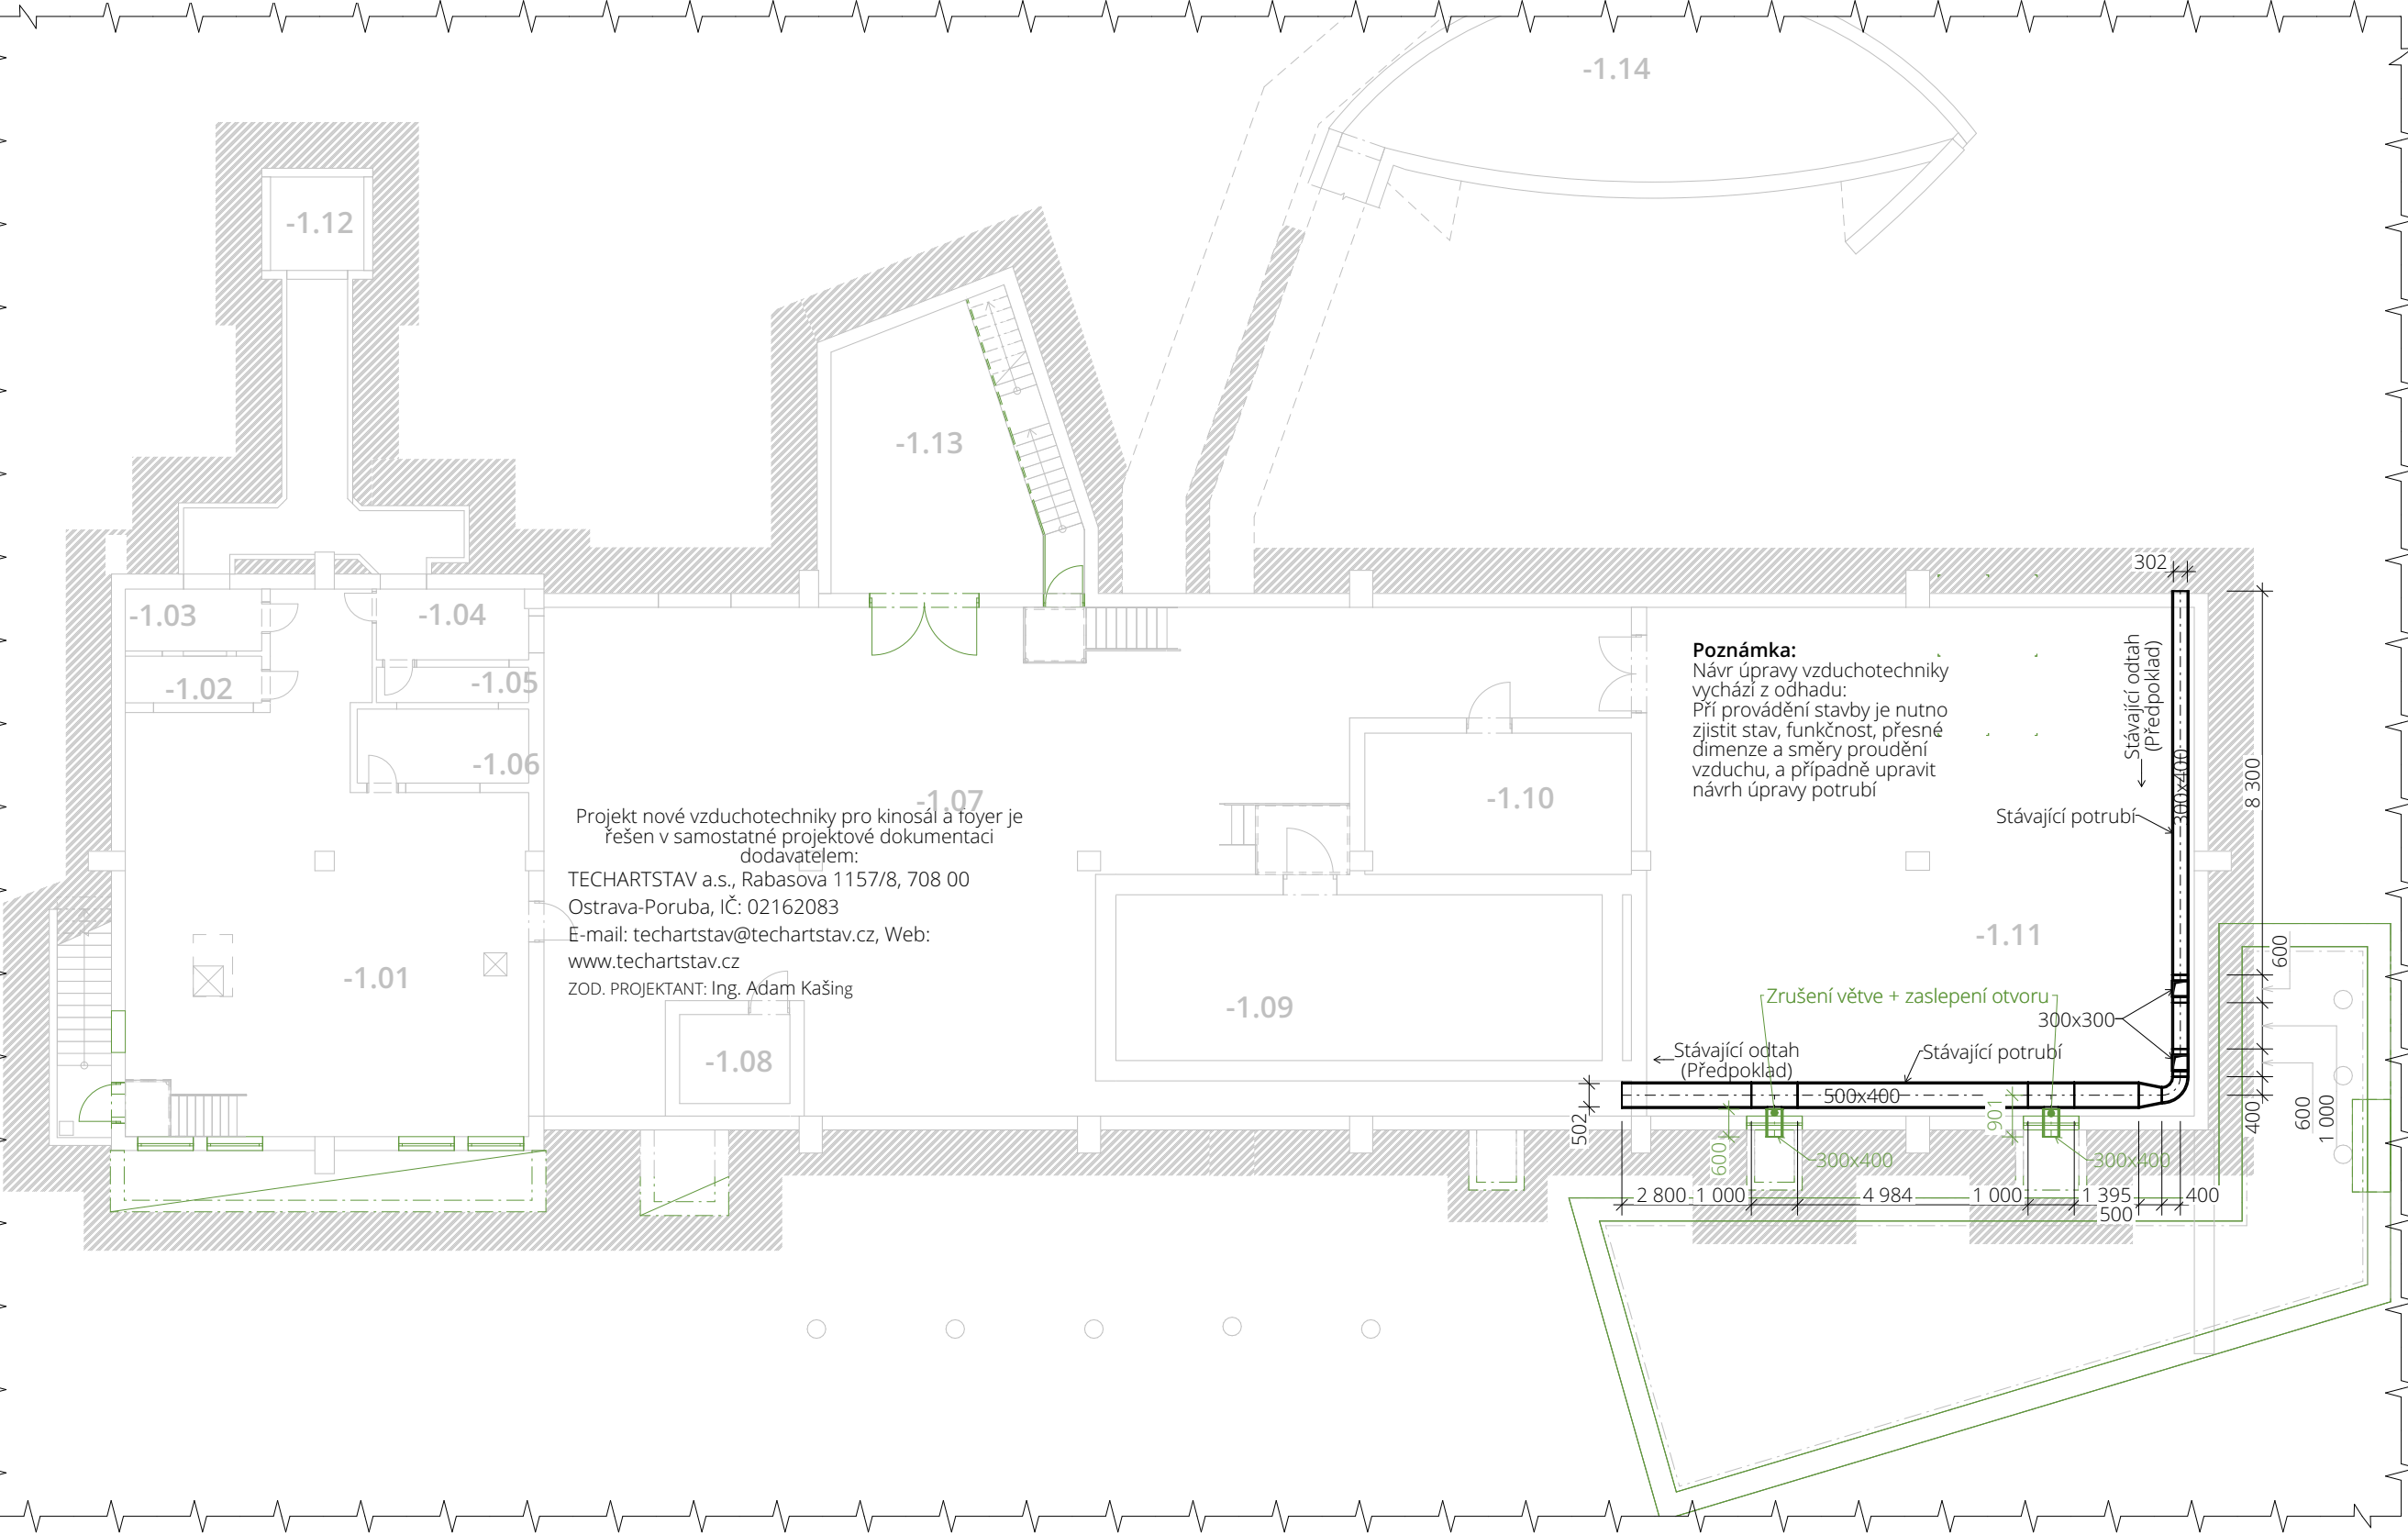 -1.14
-1.12
-1.13
302
-1.03
-1.04
-1.02
-1.05
-1.06
-1.07
Projekt nové vzduchotechniky pro kinosál a foyer je
řešen v samostatné projektové dokumentaci
dodavatelem:
TECHARTSTAV a.s., Rabasova 1157/8, 708 00
Ostrava-Poruba, IČ: 02162083
E-mail: techartstav@techartstav.cz, Web:
www.techartstav.cz
ZOD. PROJEKTANT: Ing. Adam Kašing
-1.01
-1.08
-1.09
-1.10
Poznámka:
Návr úpravy vzduchotechniky
vychází z odhadu:
Pří provádění stavby je nutno
zjistit stav, funkčnost, přesné
dimenze a směry proudění
vzduchu, a případně upravit
návrh úpravy potrubí
Stávající odtah
(Předpoklad)
300x400
8 300
Stávající potrubí
-1.11
600
Zrušení větve + zaslepení otvoru
300x300
Stávající odtah
(Předpoklad)
Stávající potrubí
500x400
901
502
600
300x400
300x400
400
600
1 000
2 800
1 000
4 984
1 000
1 395
400
500